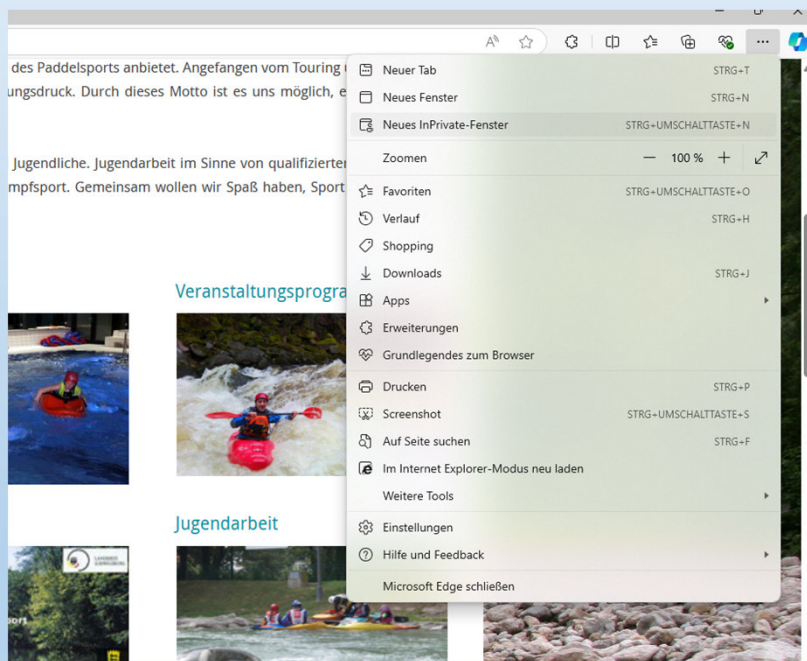 des Paddelsports anbietet. Angefangen vom Touring
ungsdruck. Durch dieses Motto ist es uns möglich, e
Jugendliche. Jugendarbeit im Sinne von qualifizierte
mpfsport. Gemeinsam wollen wir Spaß haben, Sport
Veranstaltungsprogra
Jugendarbeit
port
Neuer Tab STRG+T
Neues Fenster STRG+N
Neues InPrivate-Fenster STRG+UMSCHALTTASTE+N
Zoomen 100 %
Favoriten STRG+UMSCHALTTASTE+O
Verlauf STRG+H
Shopping
Downloads STRG+J
Apps
Erweiterungen
Grundlegendes zum Browser
Drucken STRG+P
Screenshot STRG+UMSCHALTTASTE+S
Auf Seite suchen STRG+F
Im Internet Explorer-Modus neu laden
Weitere Tools
Einstellungen
Hilfe und Feedback
Microsoft Edge schließen